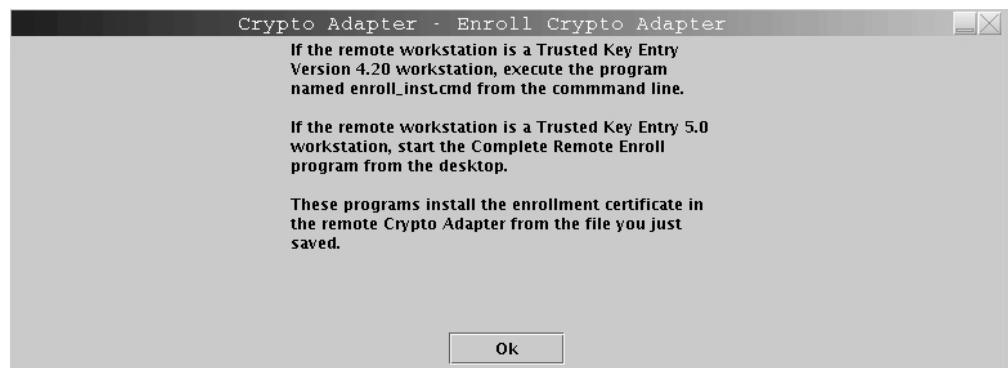 Crypto Adapter - Enroll Crypto Adapter
If the remote workstation is a Trusted Key Entry
Version 4.20 workstation, execute the program
named enroll_inst.cmd from the commmand line.
If the remote workstation is a Trusted Key Entry 5.0
workstation, start the Complete Remote Enroll
program from the desktop.
These programs install the enrollment certificate in
the remote Crypto Adapter from the file you just
saved.
Ok